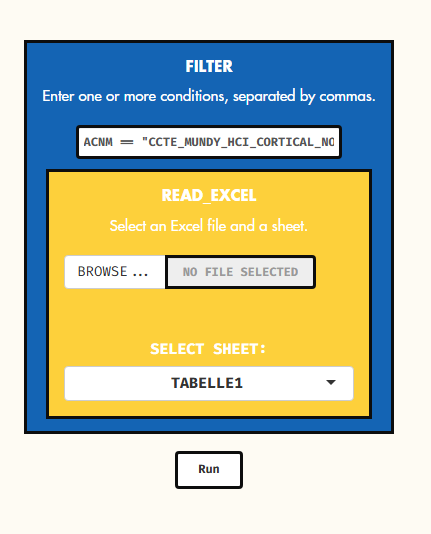 FILTER
Enter one or more conditions, separated by commas.
ACNM == "CCTE_MUNDY_HCI_CORTICAL_NO
READ_EXCEL
Select an Excel file and a sheet.
BROWSE... NO FILE SELECTED
SELECT SHEET:
TABELLE1
Run